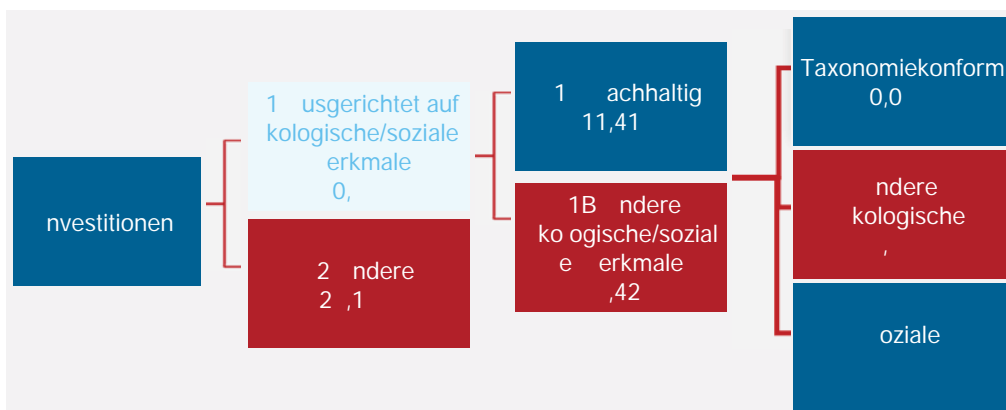 nvestitionen
1 usgerichtet auf
kologische/soziale
erkmale
0,
2 ndere
2 ,1
1 achhaltig
11,41
1B ndere
ko ogische/sozial
e erkmale
,42
Taxonomiekonform
0,0
ndere
kologische
,
oziale